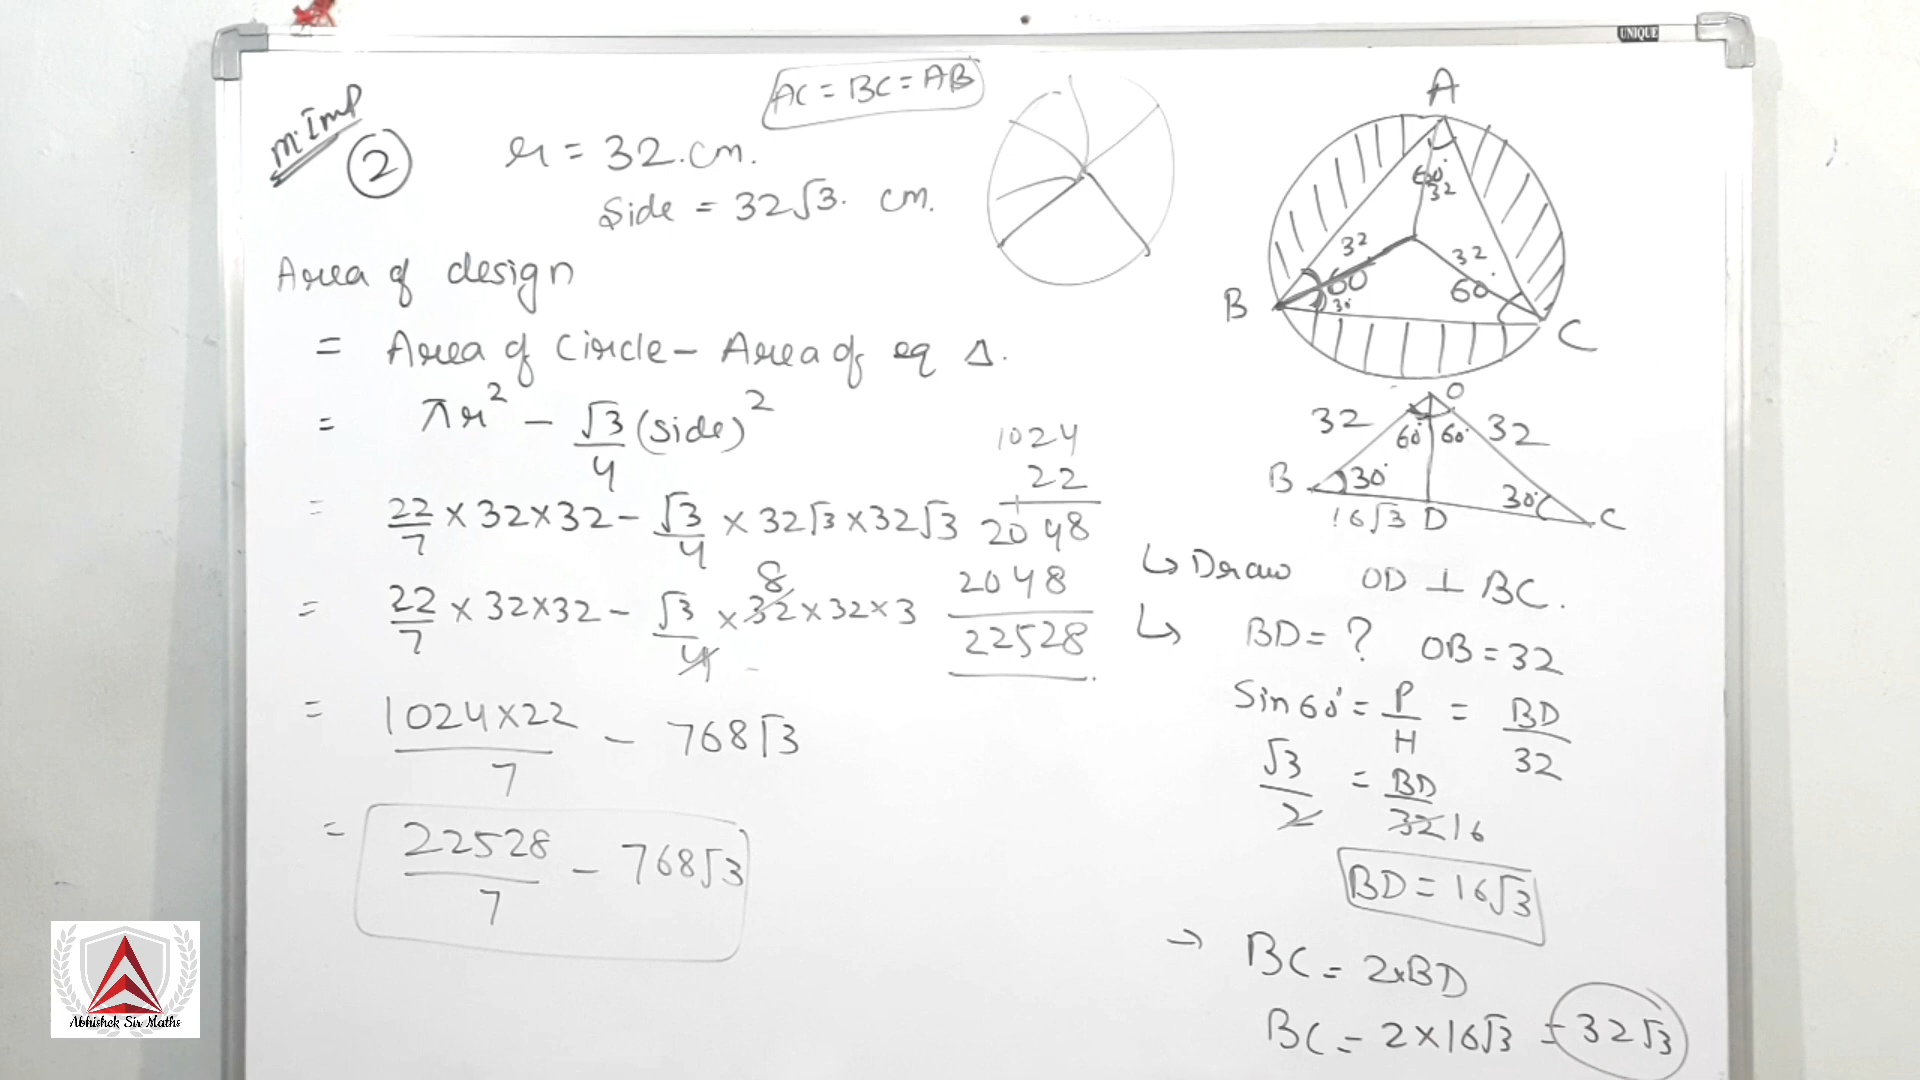 UNIQUE
M. Imp
2
AC = BC = AB
r = 32. cm.
Side = 32√3. cm.
Area of design
= Area of Circle - Area of eq Δ.
= πr² - √3/4 (side)²
= 22/7 × 32×32 - √3/4 × 32√3 × 32√3
= 22/7 × 32×32 - √3/4 × 32 × 32×3
8
= 1024×22/7 - 768√3
= 22528/7 - 768√3
1024
22
2048
2048
22528
A
60°
32
32
32
B
60
30°
60
C
O
32
60° 60°
32
B
30°
30°
C
16√3 D
↳ Draw OD ⊥ BC.
↳ BD = ? OB = 32
Sin60° = P/H = BD/32
√3/2 = BD/32 16
BD = 16√3
→ BC = 2×BD
BC = 2×16√3 = 32√3
Abhishek Sir Maths